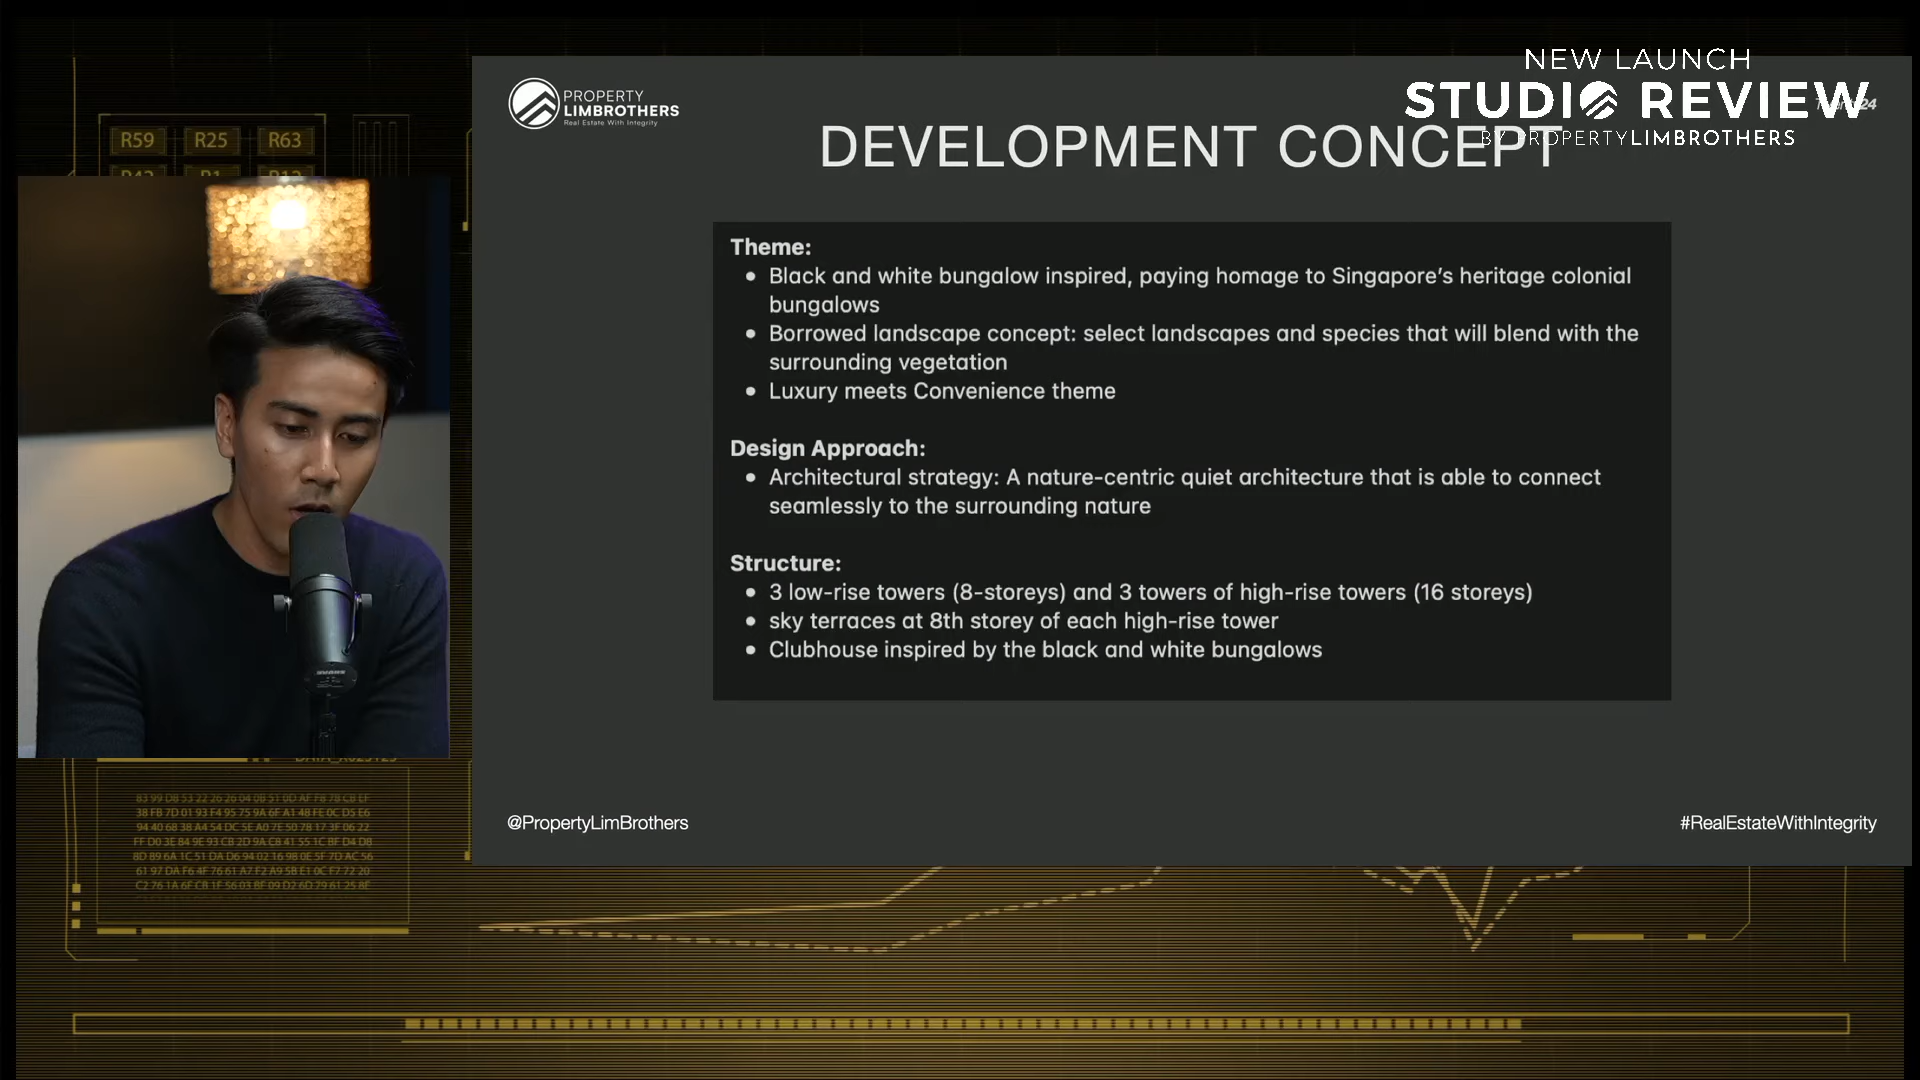 NEW LAUNCH
STUDIO REVIEW
BY PROPERTYLIMBROTHERS
PROPERTY
LIMBROTHERS
Real Estate With Integrity
DEVELOPMENT CONCEPT
R59 R25 R63
Theme:
• Black and white bungalow inspired, paying homage to Singapore’s heritage colonial
bungalows
• Borrowed landscape concept: select landscapes and species that will blend with the
surrounding vegetation
• Luxury meets Convenience theme
Design Approach:
• Architectural strategy: A nature-centric quiet architecture that is able to connect
seamlessly to the surrounding nature
Structure:
• 3 low-rise towers (8-storeys) and 3 towers of high-rise towers (16 storeys)
• sky terraces at 8th storey of each high-rise tower
• Clubhouse inspired by the black and white bungalows
@PropertyLimBrothers
#RealEstateWithIntegrity